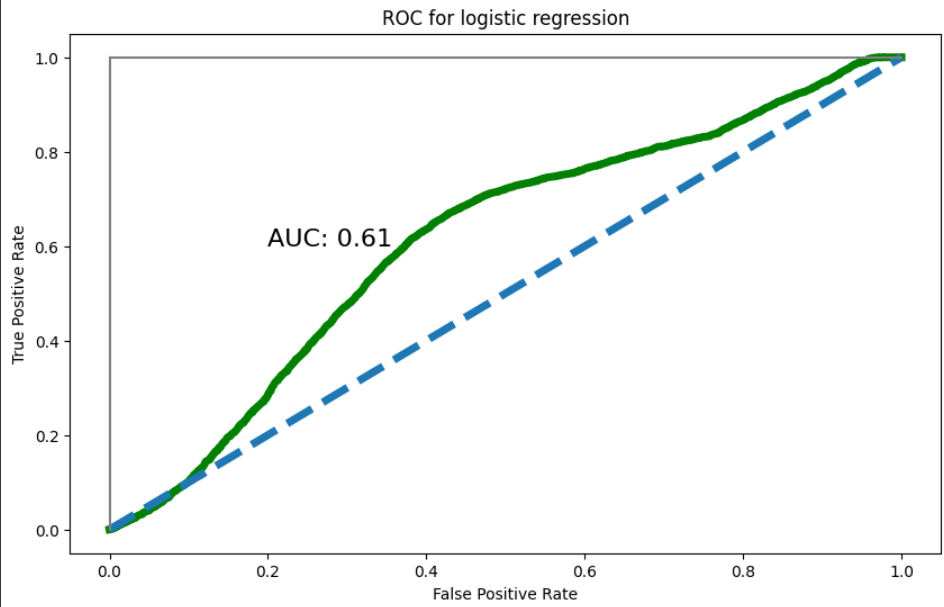 ROC for logistic regression
1.0
0.8
0.6
0.4
0.2
0.0
True Positive Rate
AUC: 0.61
0.0 0.2 0.4 0.6 0.8 1.0
False Positive Rate